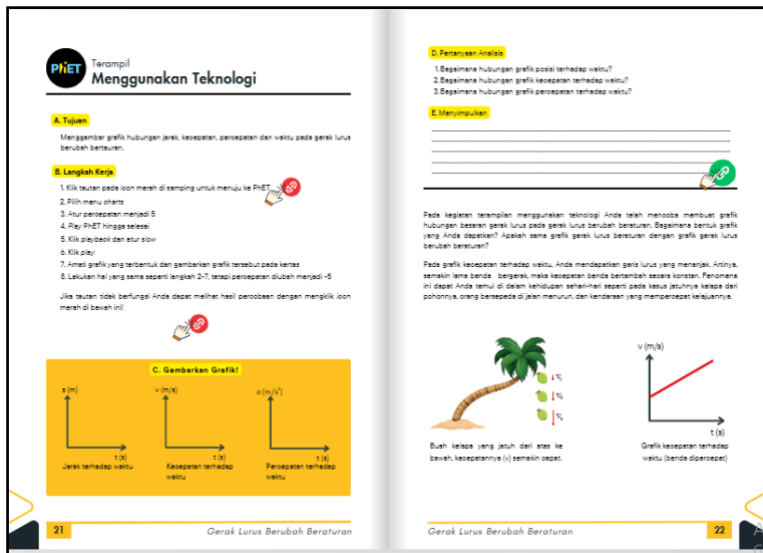 PhET
Terampil
Menggunakan Teknologi
A. Tujuan
Menggambar grafik hubungan jarak, kecepatan, percepatan dan waktu pada gerak lurus
berubah bertauran.
B. Langkah Kerja
1. Klik tautan pada icon merah di samping untuk menuju ke PhET
2. Pilih menu charts
3. Atur percepatan menjadi 5
4. Play PhET hingga selesai
5. Klik playback dan atur slow
6. Klik play
7. Amati grafik yang terbentuk dan gambarkan grafik tersebut pada kertas
8. Lakukan hal yang sama seperti langkah 2-7, tetapi percepatan diubah menjadi -5
Jika tautan tidak berfungsi Anda dapat melihat hasil percobaan dengan mengklik icon
merah di bawah ini!
C. Gambarkan Grafik!
s (m)
t (s)
Jarak terhadap waktu
v (m/s)
t (s)
Kecepatan terhadap
waktu
a (m/s²)
t (s)
Percepatan terhadap
waktu
21
Gerak Lurus Berubah Beraturan
D. Pertanyaan Analisis
1. Bagaimana hubungan grafik posisi terhadap waktu?
2. Bagaimana hubungan grafik kecepatan terhadap waktu?
3. Bagaimana hubungan grafik percepatan terhadap waktu?
E. Menyimpulkan
Pada kegiatan terampilan menggunakan teknologi Anda telah mencoba membuat grafik
hubungan besaran gerak lurus pada gerak lurus berubah beraturan. Bagaimana bentuk grafik
yang Anda dapatkan? Apakah sama grafik gerak lurus beraturan dengan grafik gerak lurus
berubah beraturan?
Pada grafik kecepatan terhadap waktu, Anda mendapatkan garis lurus yang menanjak. Artinya,
semakin lama benda bergerak, maka kecepatan benda bertambah secara konstan. Fenomena
ini dapat Anda temui di dalam kehidupan sehari-hari seperti pada kasus jatuhnya kelapa dari
pohonnya, orang bersepeda di jalan menurun, dan kendaraan yang mempercepat kelajuannya.
Buah kelapa yang jatuh dari atas ke
bawah, kecepatannya (v) semakin cepat.
v (m/s)
t (s)
Grafik kecepatan terhadap
waktu (benda dipercepat)
Gerak Lurus Berubah Beraturan
22